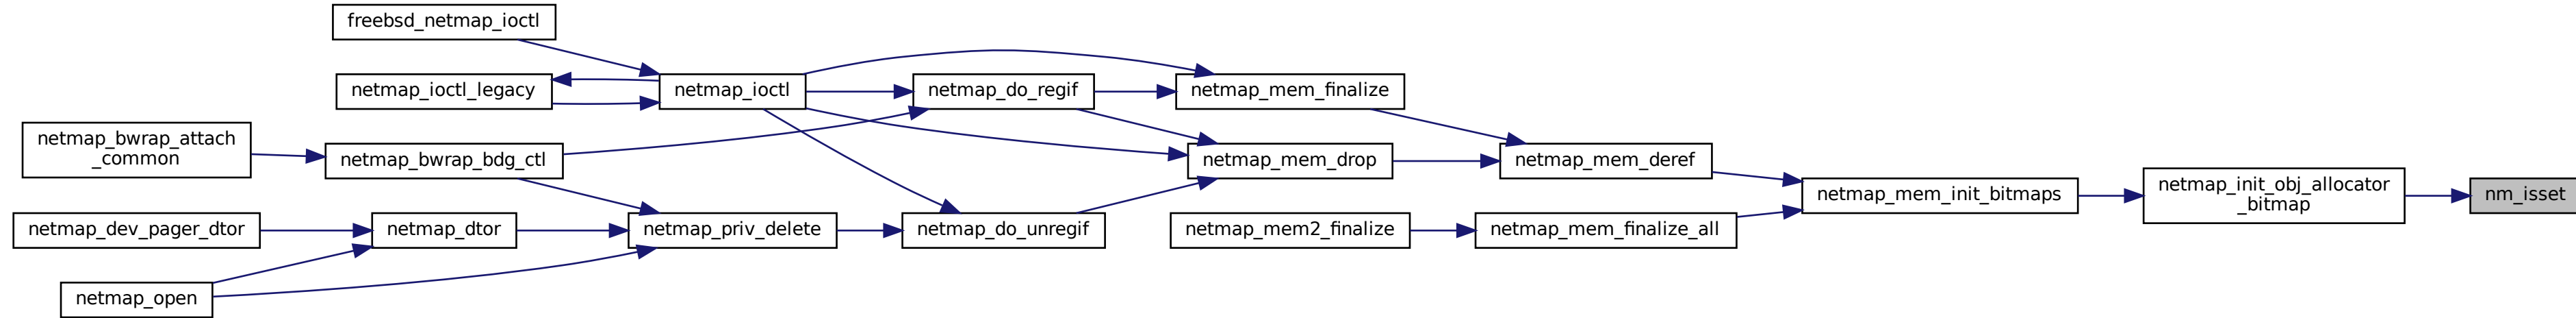 freebsd_netmap_ioctl
netmap_ioctl_legacy
netmap_ioctl
netmap_do_regif
netmap_mem_finalize
netmap_bwrap_attach
_common
netmap_bwrap_bdg_ctl
netmap_mem_drop
netmap_mem_deref
netmap_mem_init_bitmaps
netmap_init_obj_allocator
_bitmap
nm_isset
netmap_dev_pager_dtor
netmap_dtor
netmap_priv_delete
netmap_do_unregif
netmap_mem2_finalize
netmap_mem_finalize_all
netmap_open